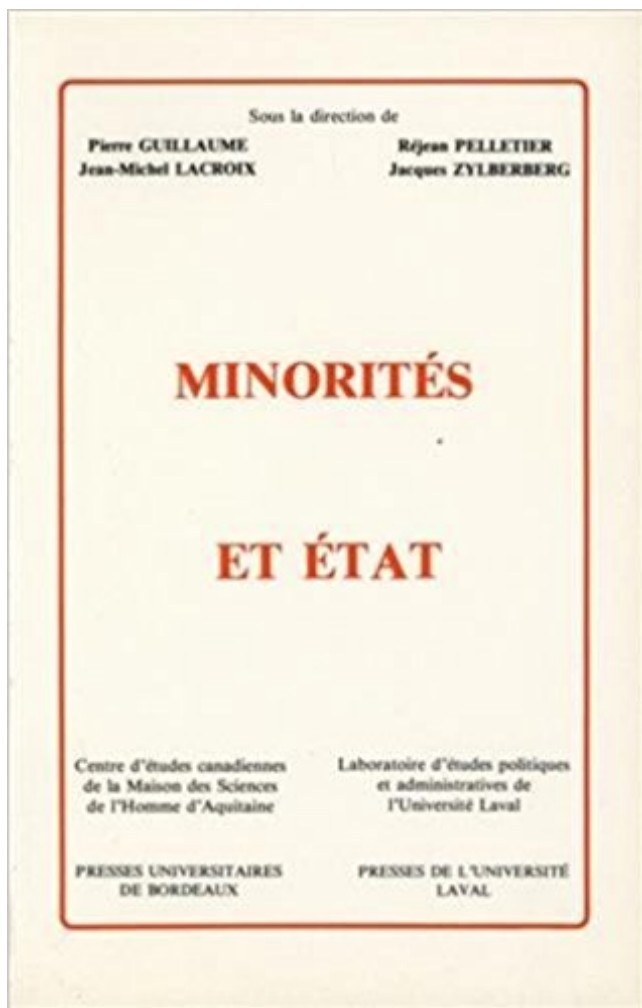 Sous la direction de
Pierre GUILLAUME
Jean-Michel LACROIX
Réjean PELLETIER
Jacques ZYLBERBERG
MINORITÉS
ET ÉTAT
Centre d'études canadiennes
de la Maison des Sciences
de l'Homme d'Aquitaine
Laboratoire d'études politiques
et administratives de
l'Université Laval
PRESSES UNIVERSITAIRES
DE BORDEAUX
PRESSES DE L'UNIVERSITÉ
LAVAL